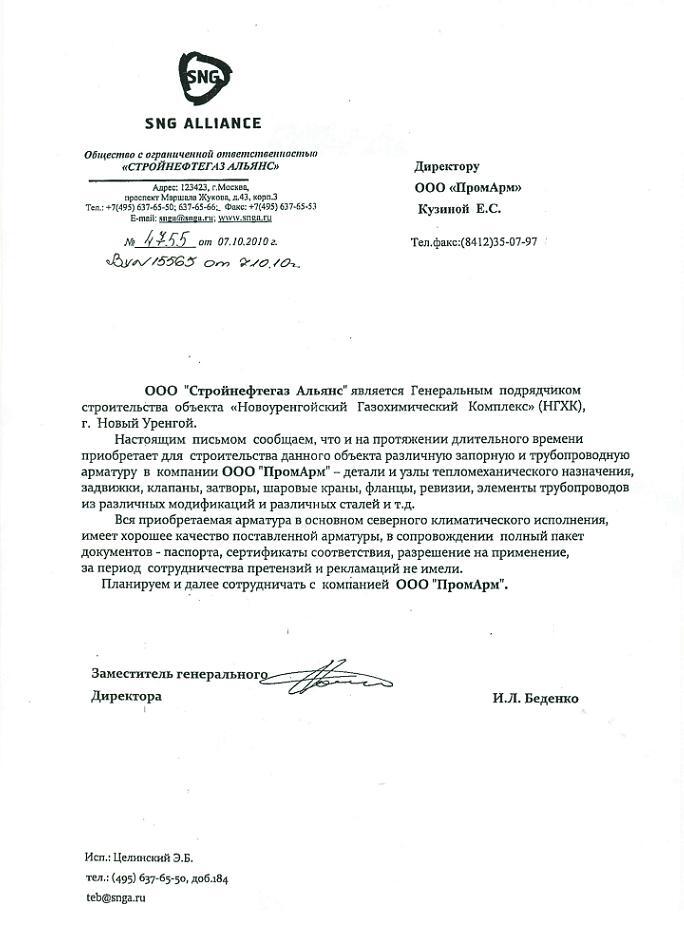 SNG
SNG ALLIANCE
Общество с ограниченной ответственностью
«СТРОЙНЕФТЕГАЗ АЛЬЯНС»
Адрес: 123423, г.Москва,
проспект Маршала Жукова, д.43, корп.3
Тел.: +7(495) 637-65-50; 637-65-66; Факс: +7(495) 637-65-53
E-mail: snga@snga.ru; www.snga.ru
№ 4755 от 07.10.2010 г.
Вх№15565 от 7.10.10г.
Директору
ООО «ПромАрм»
Кузиной Е.С.
Тел.факс:(8412)35-07-97
ООО "Стройнефтегаз Альянс" является Генеральным подрядчиком
строительства объекта «Новоуренгойский Газохимический Комплекс» (НГХК),
г. Новый Уренгой.
Настоящим письмом сообщаем, что и на протяжении длительного времени
приобретает для строительства данного объекта различную запорную и трубопроводную
арматуру в компании ООО "ПромАрм" – детали и узлы тепломеханического назначения,
задвижки, клапаны, затворы, шаровые краны, фланцы, ревизии, элементы трубопроводов
из различных модификаций и различных сталей и т.д.
Вся приобретаемая арматура в основном северного климатического исполнения,
имеет хорошее качество поставленной арматуры, в сопровождении полный пакет
документов - паспорта, сертификаты соответствия, разрешение на применение,
за период сотрудничества претензий и рекламаций не имели.
Планируем и далее сотрудничать с компанией ООО "ПромАрм".
Заместитель генерального
Директора
И.Л. Беденко
Исп.: Целинский Э.Б.
тел.: (495) 637-65-50, доб.184
teb@snga.ru